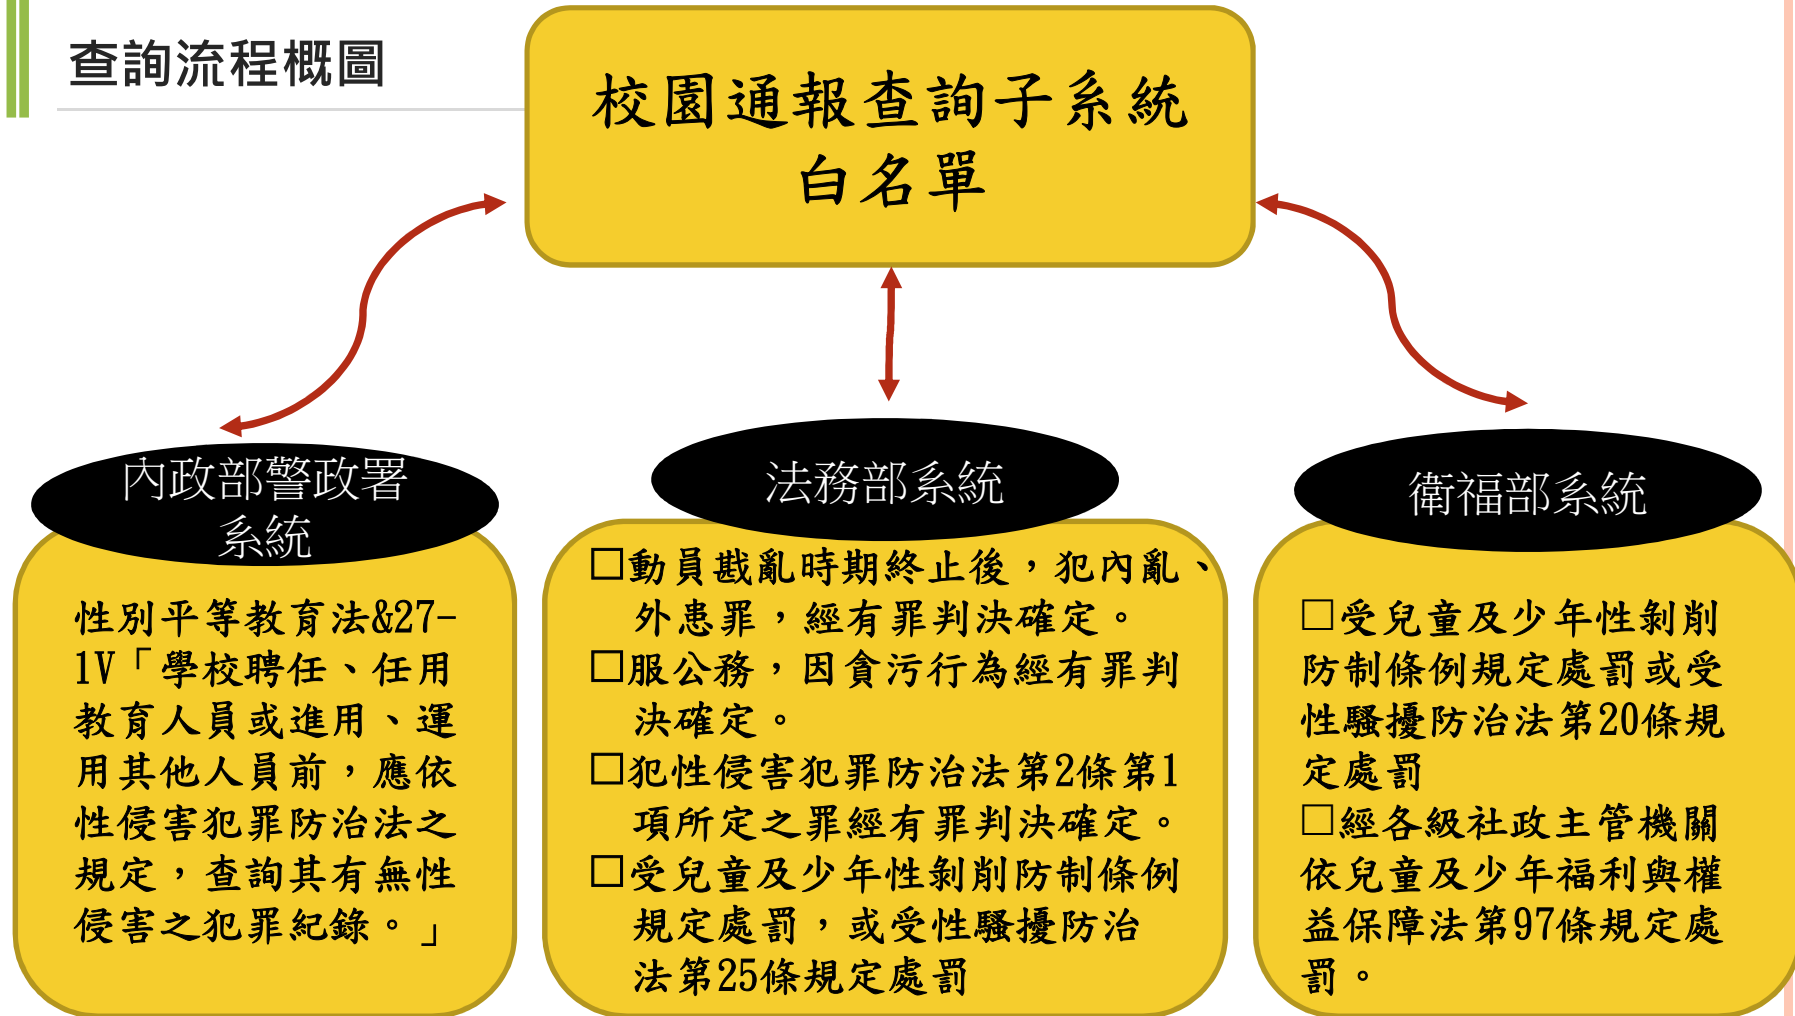 查詢流程概圖
校園通報查詢子系統
白名單
內政部警政署
系統
性別平等教育法&27-
1V「學校聘任、任用
教育人員或進用、運
用其他人員前，應依
性侵害犯罪防治法之
規定，查詢其有無性
侵害之犯罪紀錄。」
法務部系統
□動員戡亂時期終止後，犯內亂、
外患罪，經有罪判決確定。
□服公務，因貪污行為經有罪判
決確定。
□犯性侵害犯罪防治法第2條第1
項所定之罪經有罪判決確定。
□受兒童及少年性剝削防制條例
規定處罰，或受性騷擾防治
法第25條規定處罰
衛福部系統
□受兒童及少年性剝削
防制條例規定處罰或受
性騷擾防治法第20條規
定處罰
□經各級社政主管機關
依兒童及少年福利與權
益保障法第97條規定處
罰。